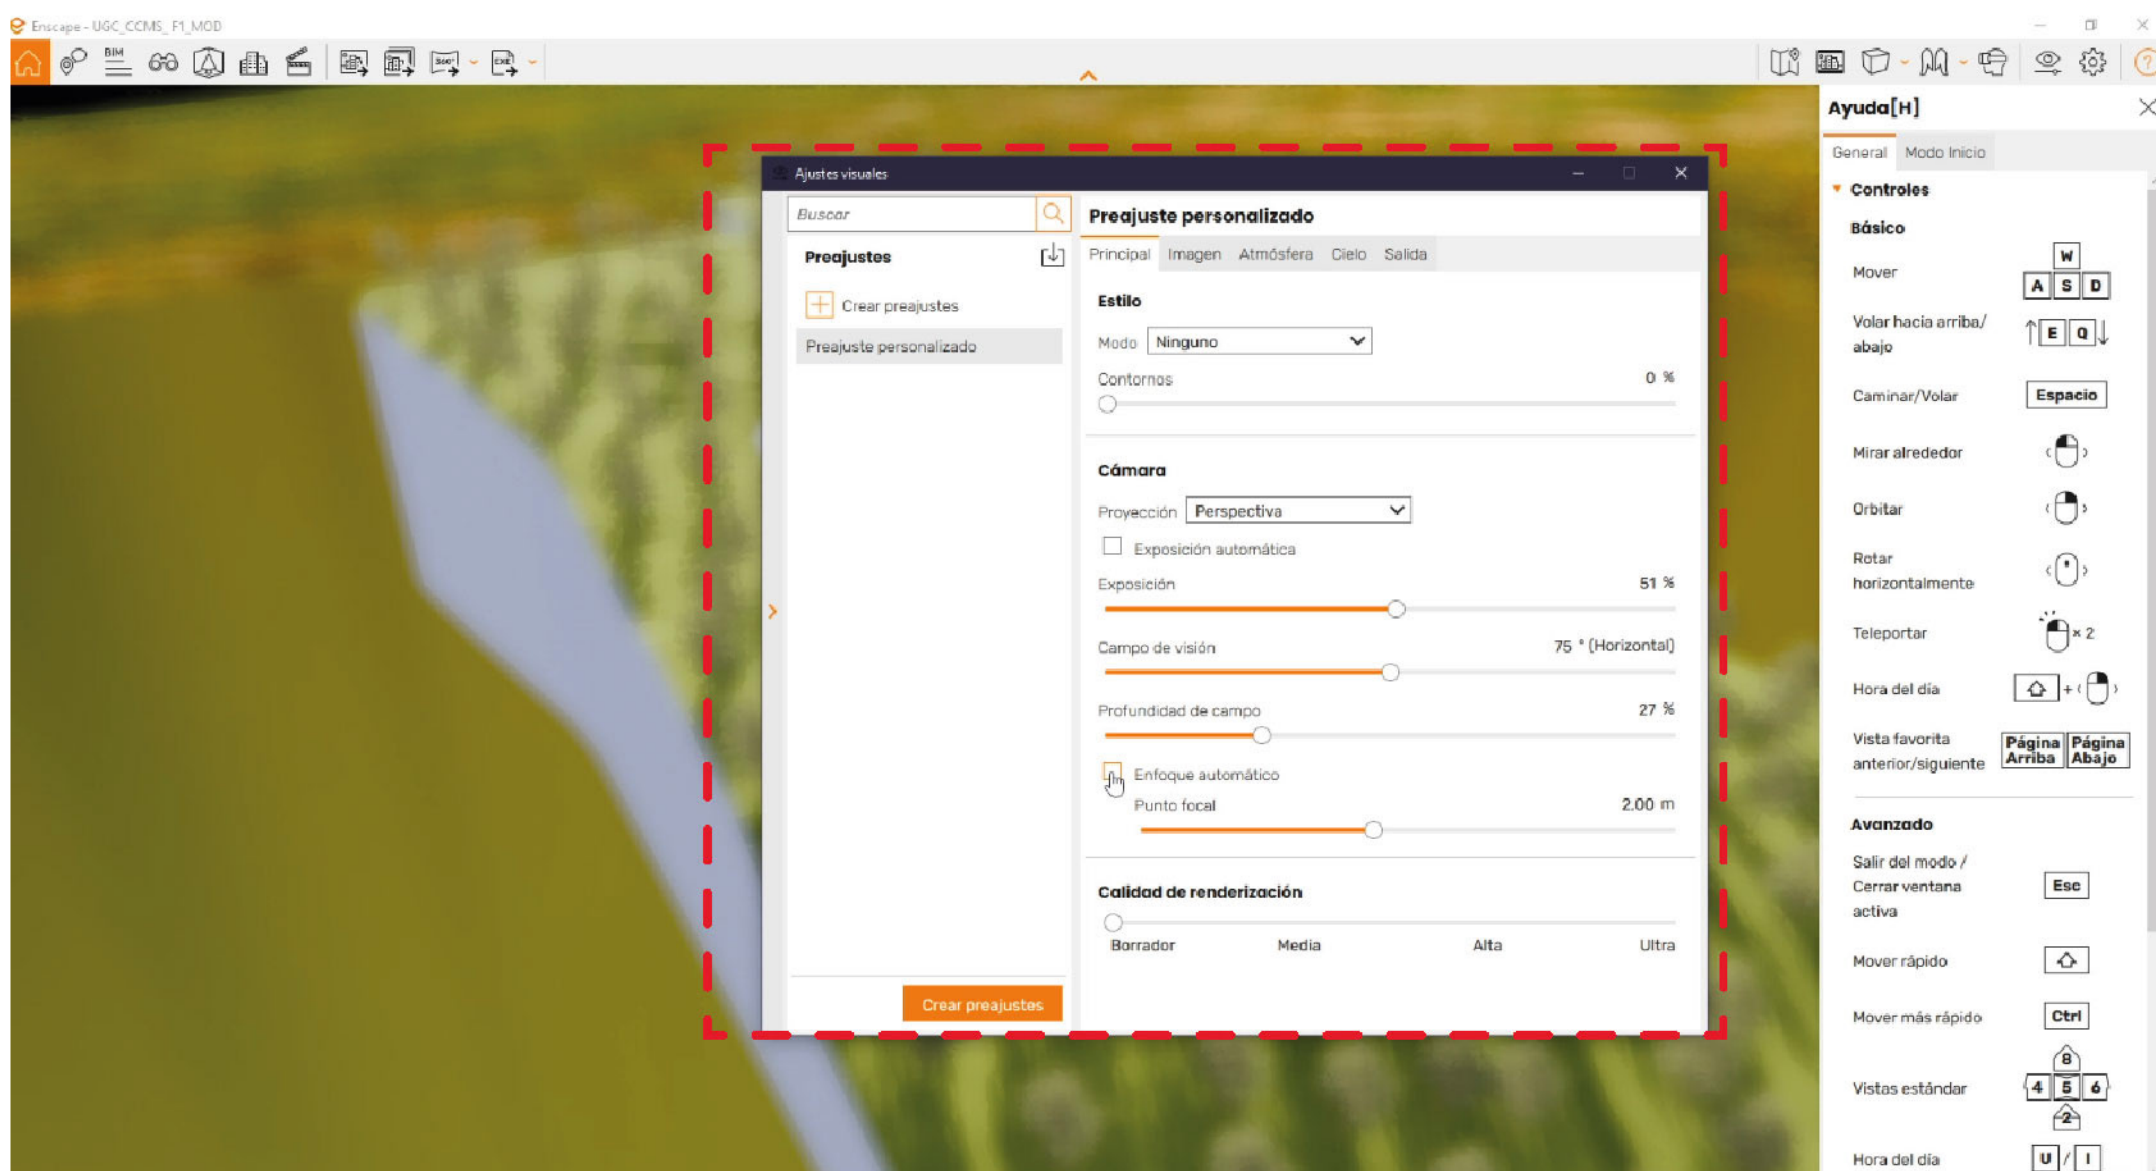 Enscape - UGC_CCMS_ F1_MOD
BIM
360°
EXE
Ajustes visuales
Buscar
Preajustes
Crear preajustes
Preajuste personalizado
Crear preajustes
Preajuste personalizado
Principal Imagen Atmósfera Cielo Salida
Estilo
Modo Ninguno
Contornos 0 %
Cámara
Proyección Perspectiva
Exposición automática
Exposición 51 %
Campo de visión 75 ° (Horizontal)
Profundidad de campo 27 %
Enfoque automático
Punto focal 2.00 m
Calidad de renderización
Borrador Media Alta Ultra
Ayuda[H]
General Modo Inicio
Controles
Básico
W
Mover
A S D
Volar hacia arriba/
abajo
E Q
Caminar/Volar Espacio
Mirar alrededor
Orbitar
Rotar
horizontalmente
Teleportar × 2
Hora del día +
Vista favorita
anterior/siguiente
Página Página
Arriba Abajo
Avanzado
Salir del modo /
Cerrar ventana
activa
Esc
Mover rápido
Mover más rápido Ctrl
8
Vistas estándar 4 5 6
2
Hora del día U / I